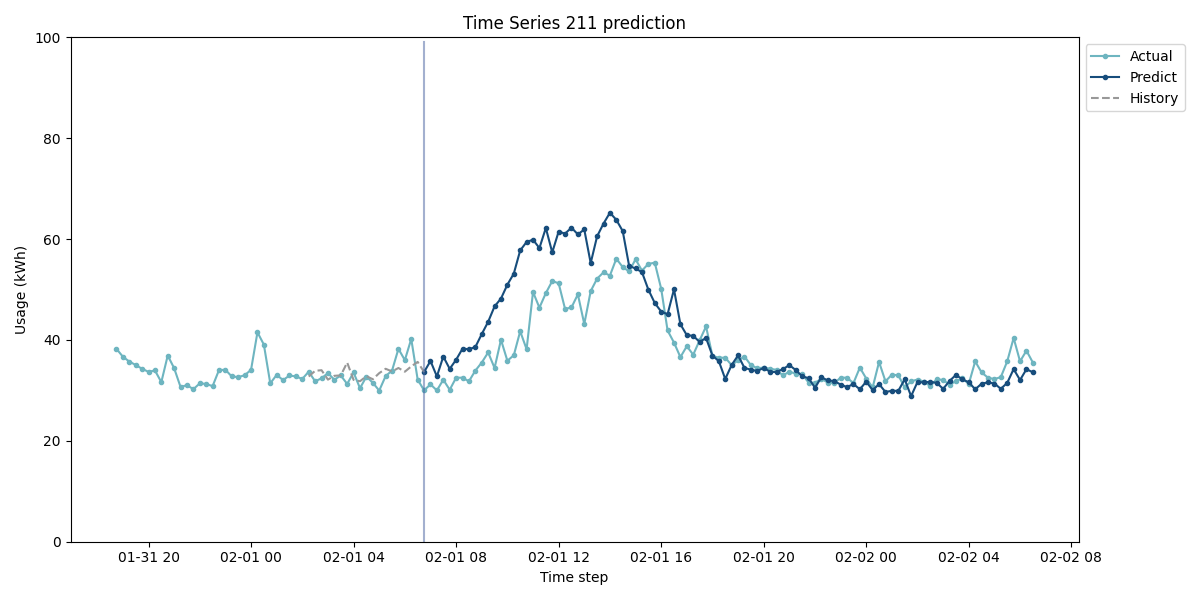 Time Series 211 prediction
Actual
Predict
History
Usage (kWh)
100
80
60
40
20
0
01-31 20
02-01 00
02-01 04
02-01 08
02-01 12
02-01 16
02-01 20
02-02 00
02-02 04
02-02 08
Time step